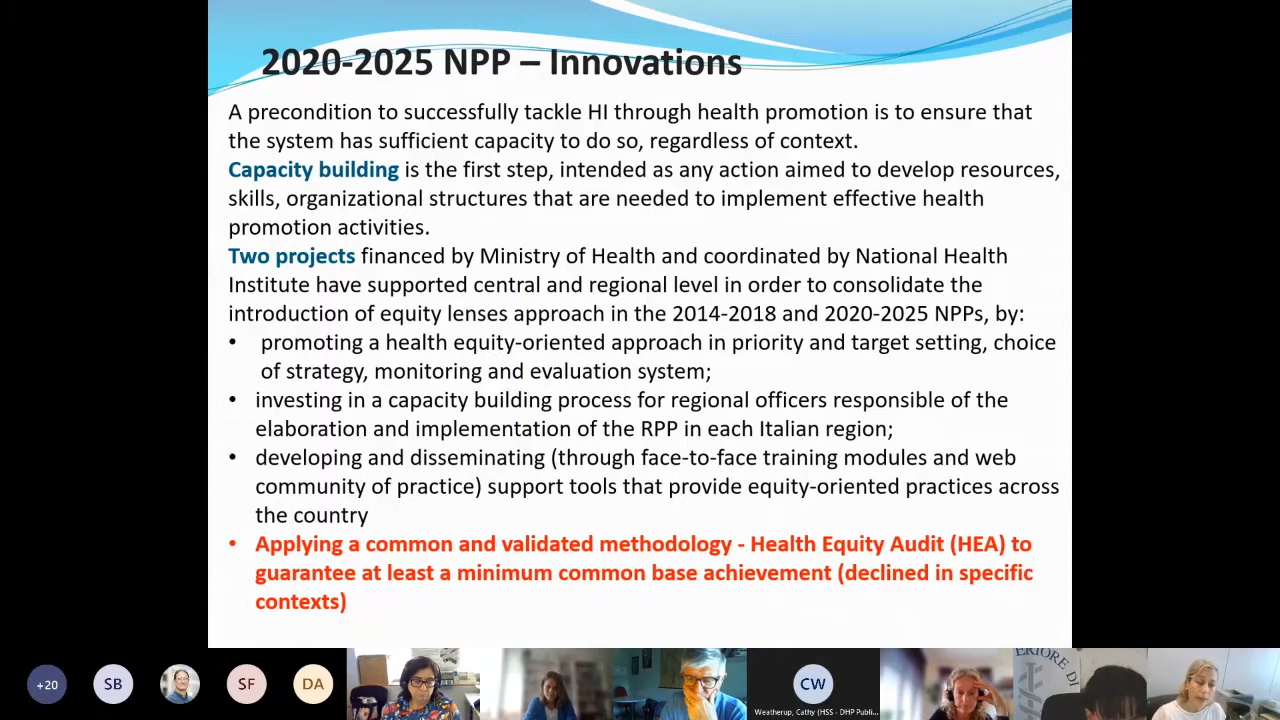 2020-2025 NPP – Innovations
A precondition to successfully tackle HI through health promotion is to ensure that
the system has sufficient capacity to do so, regardless of context.
Capacity building is the first step, intended as any action aimed to develop resources,
skills, organizational structures that are needed to implement effective health
promotion activities.
Two projects financed by Ministry of Health and coordinated by National Health
Institute have supported central and regional level in order to consolidate the
introduction of equity lenses approach in the 2014-2018 and 2020-2025 NPPs, by:
• promoting a health equity-oriented approach in priority and target setting, choice
of strategy, monitoring and evaluation system;
• investing in a capacity building process for regional officers responsible of the
elaboration and implementation of the RPP in each Italian region;
• developing and disseminating (through face-to-face training modules and web
community of practice) support tools that provide equity-oriented practices across
the country
• Applying a common and validated methodology - Health Equity Audit (HEA) to
guarantee at least a minimum common base achievement (declined in specific
contexts)
+20 SB SF DA CW
Weatherup, Cathy (HSS - DHP Publi...
ERIORE DI